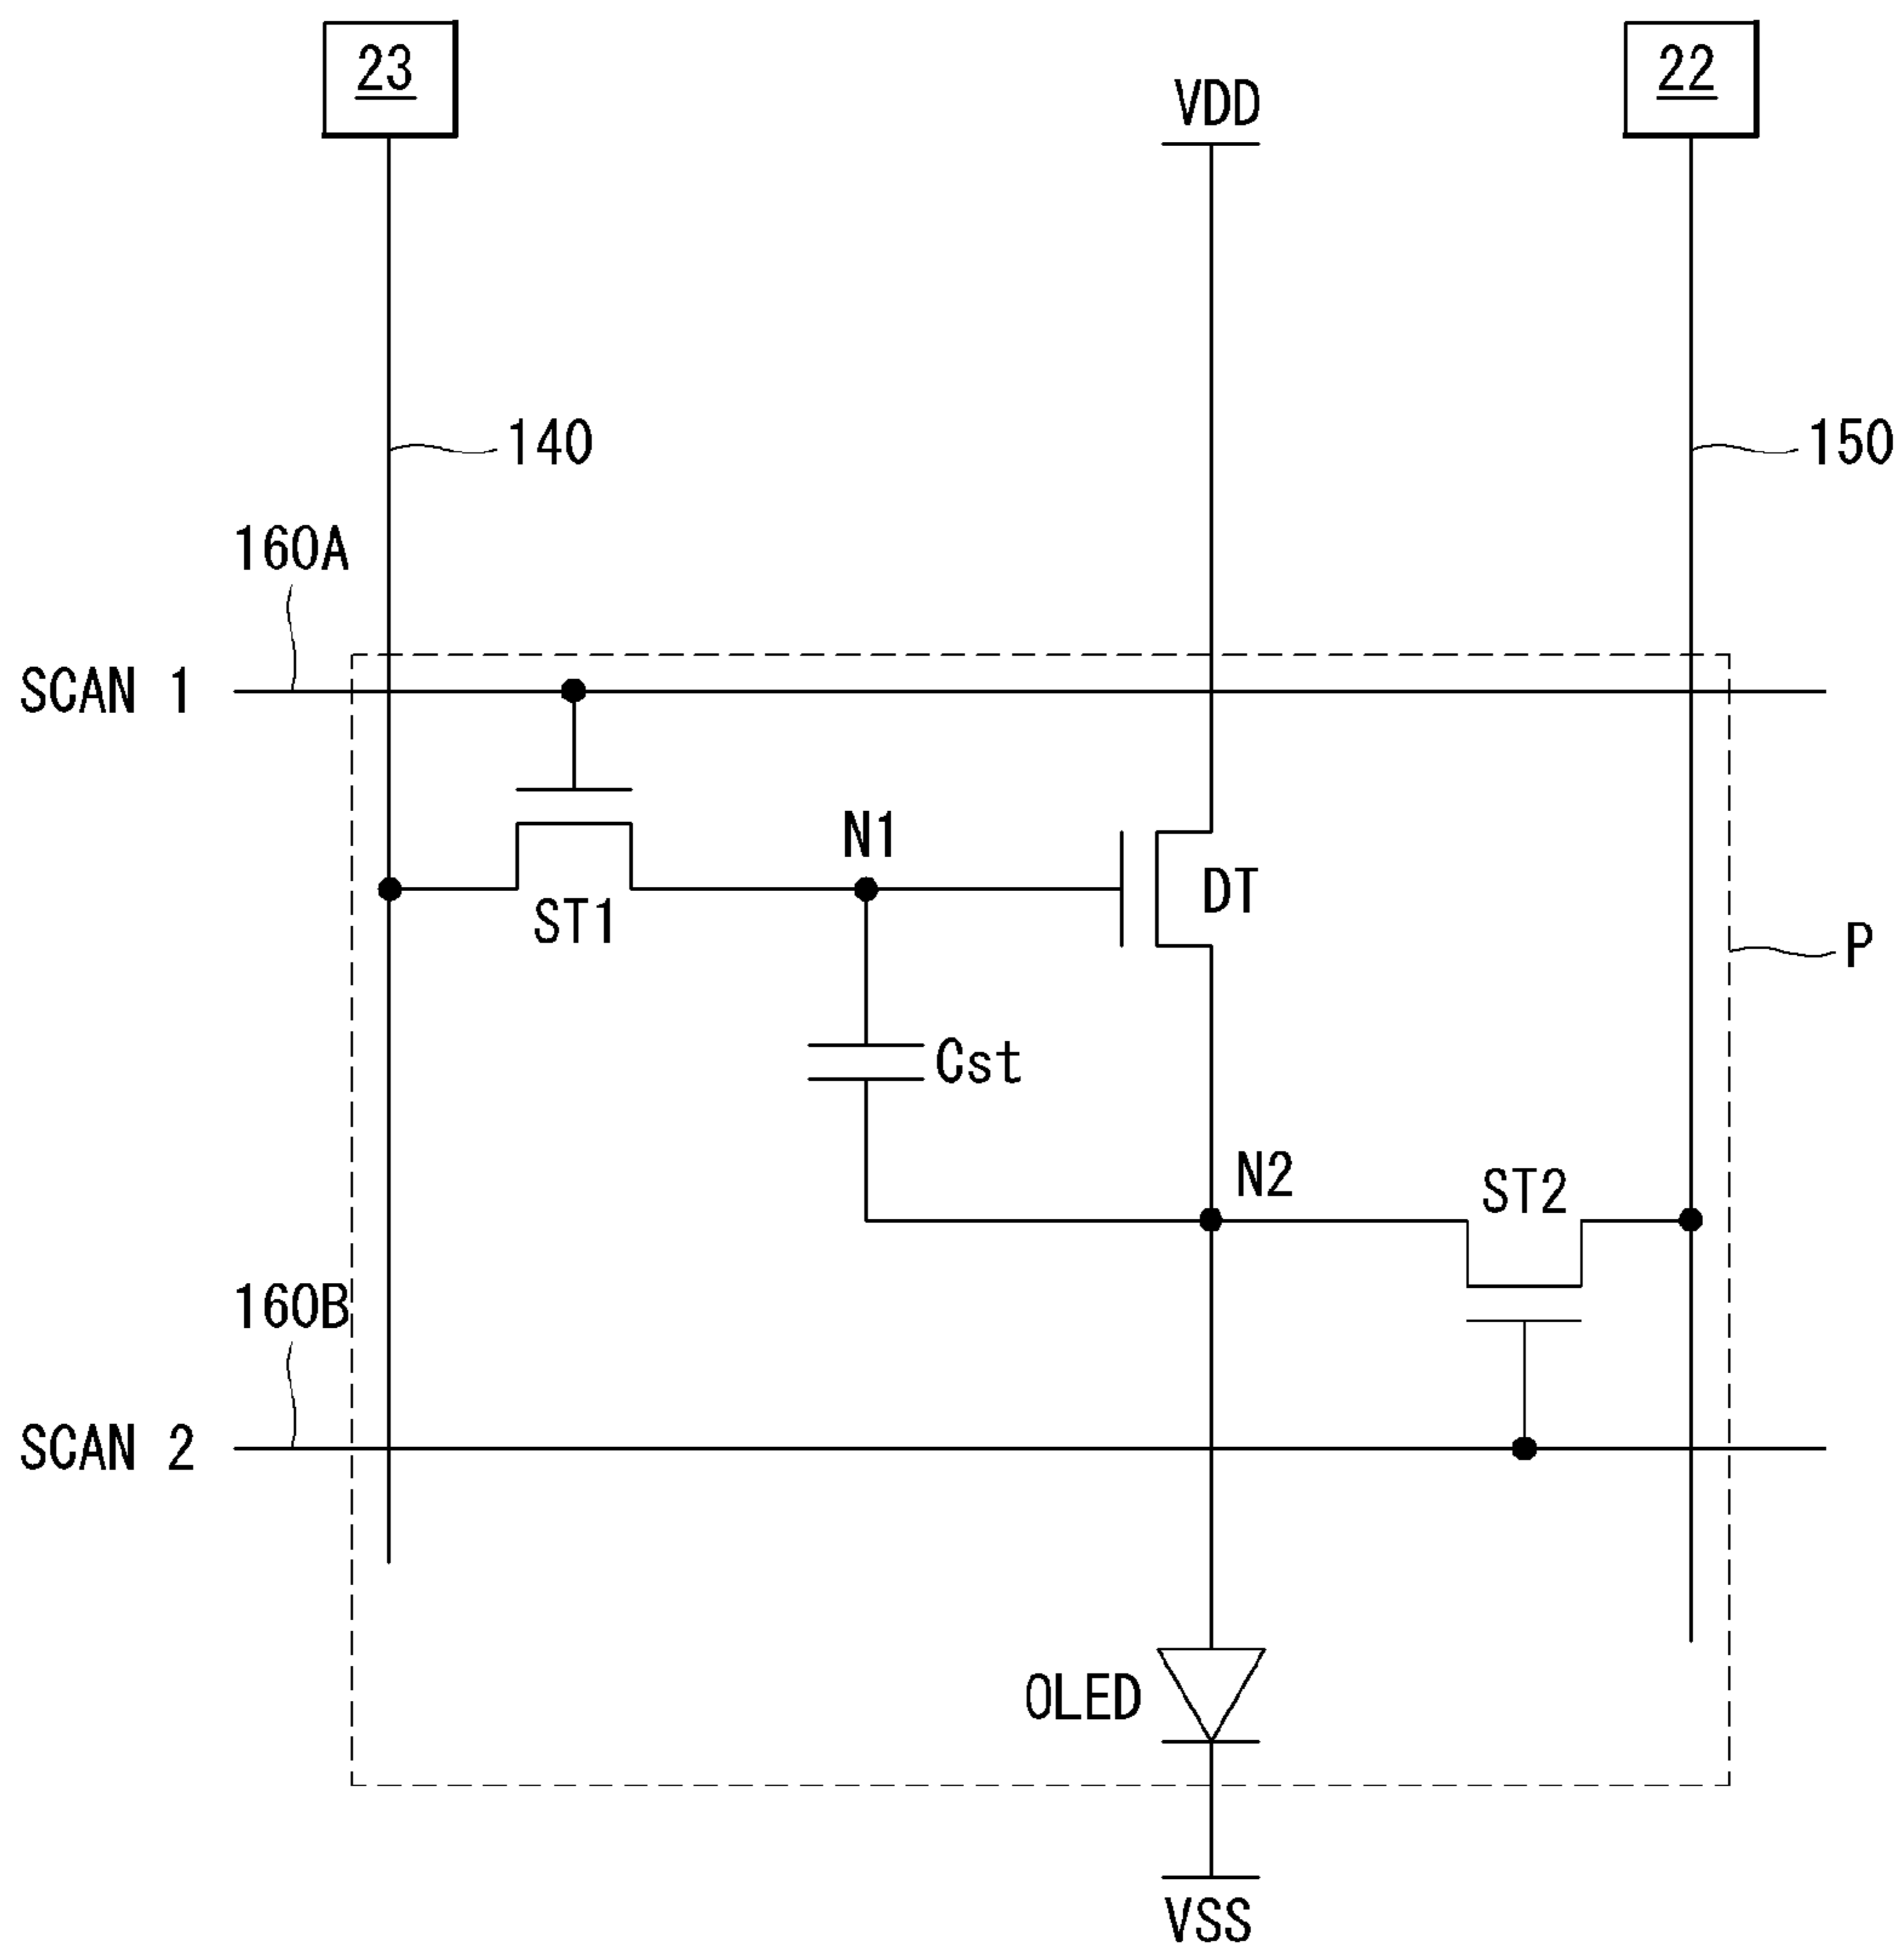 23
22
VDD
140
150
160A
SCAN 1
N1
DT
ST1
P
Cst
N2
ST2
160B
SCAN 2
OLED
VSS